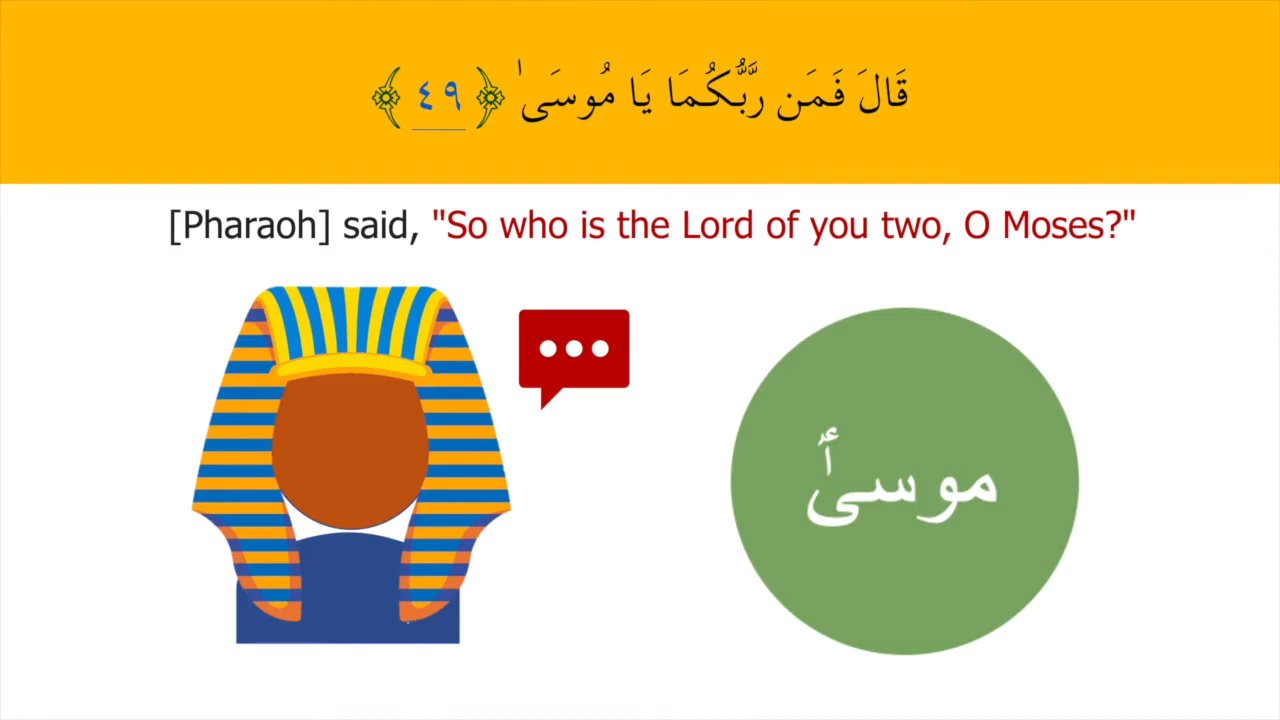 قَالَ فَمَن رَّبُّكُمَا يَا مُوسَىٰ ﴿٤٩﴾
[Pharaoh] said, "So who is the Lord of you two, O Moses?"
موسىٰ